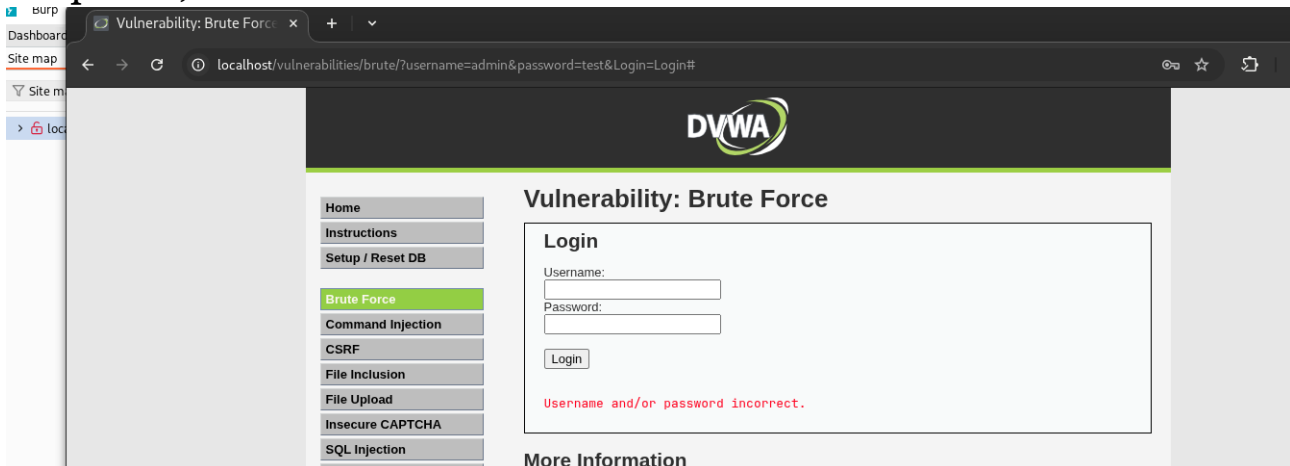 Burp
Dashboard
Site map
Site m
loca
Vulnerability: Brute Force
localhost/vulnerabilities/brute/?username=admin&password=test&Login=Login#
DVWA
Home
Instructions
Setup / Reset DB
Brute Force
Command Injection
CSRF
File Inclusion
File Upload
Insecure CAPTCHA
SQL Injection
Vulnerability: Brute Force
Login
Username:
Password:
Login
Username and/or password incorrect.
More Information